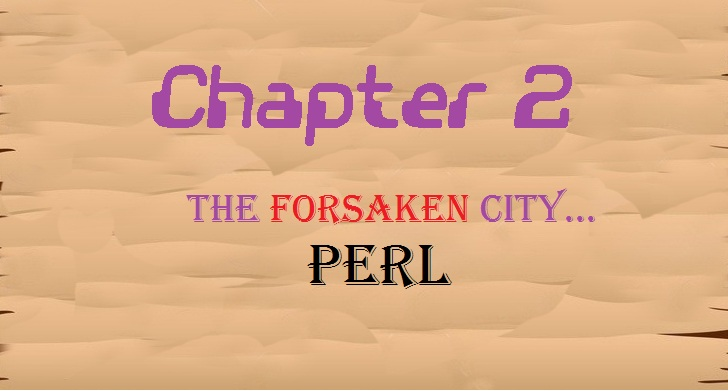 Chapter 2
THE FORSAKEN CITY...
PERL